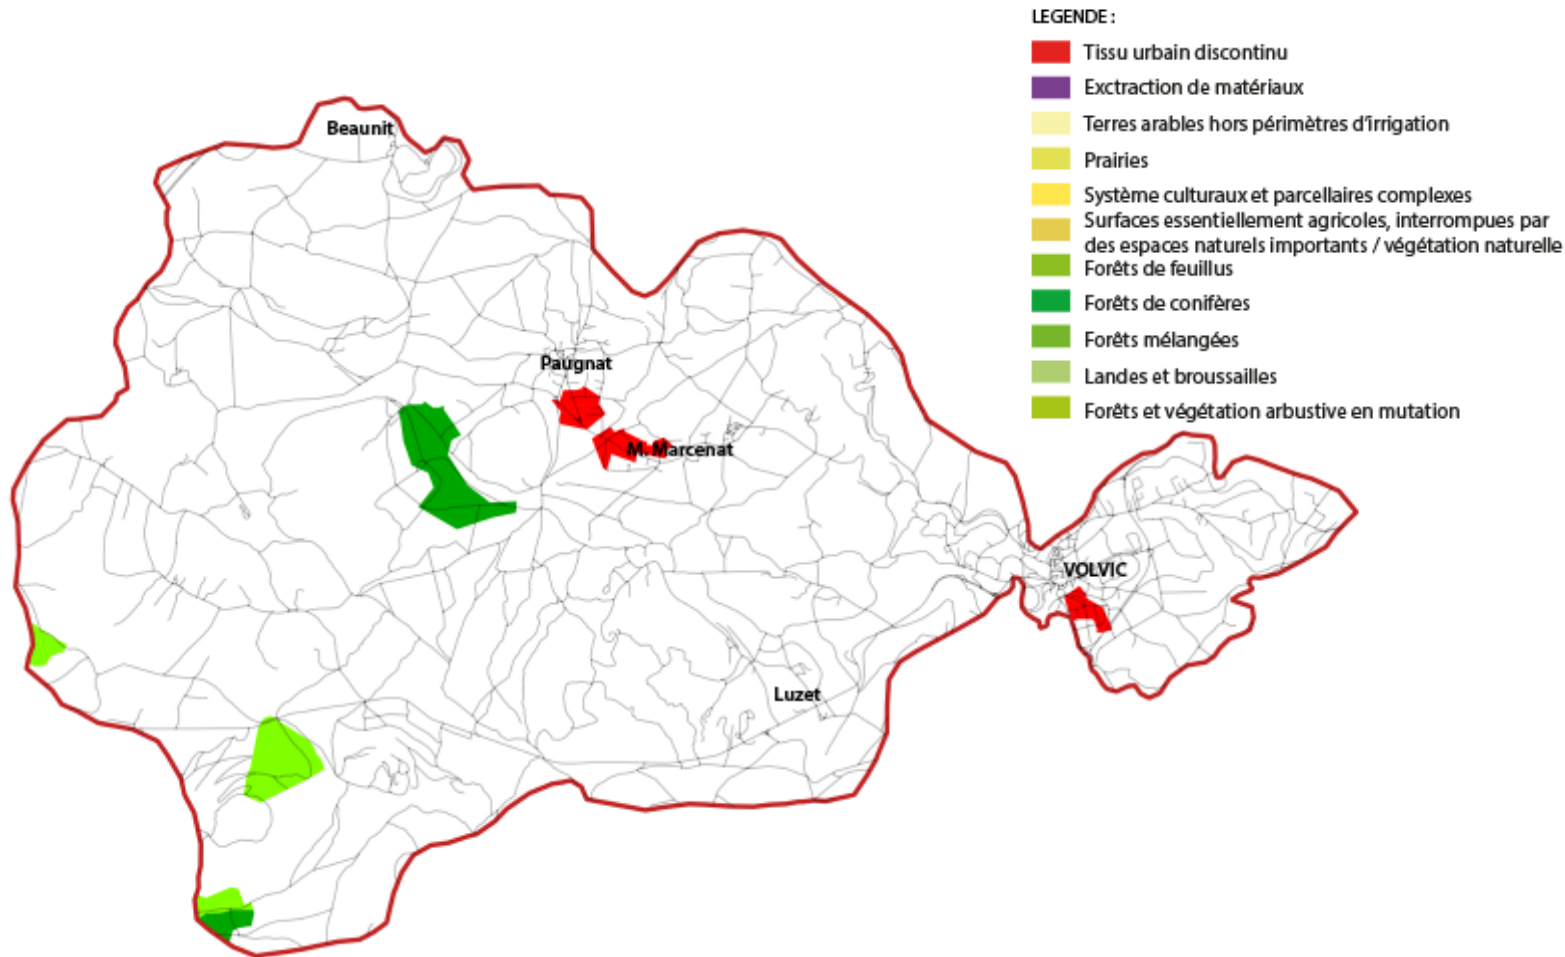 LEGENDE :
Tissu urbain discontinu
Exctraction de matériaux
Terres arables hors périmètres d'irrigation
Prairies
Système culturaux et parcellaires complexes
Surfaces essentiellement agricoles, interrompues par
des espaces naturels importants / végétation naturelle
Forêts de feuillus
Forêts de conifères
Forêts mélangées
Landes et broussailles
Forêts et végétation arbustive en mutation
Beaunit
Paugnat
M. Marcenat
VOLVIC
Luzet